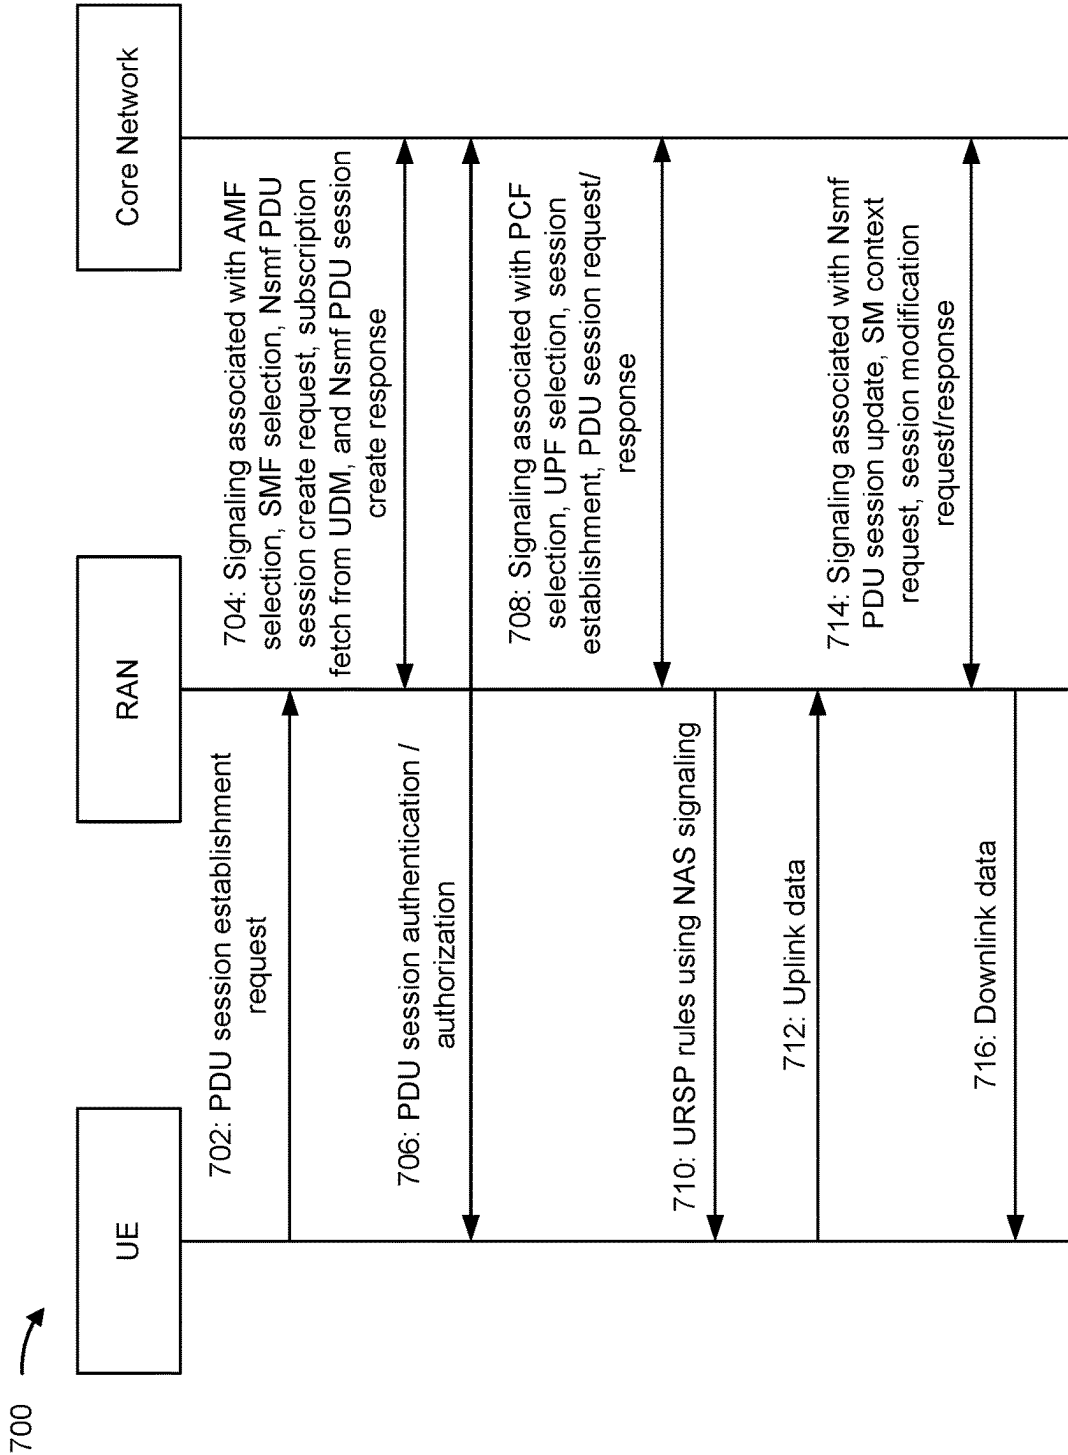 700
UE
RAN
Core Network
702: PDU session establishment
request
704: Signaling associated with AMF
selection, SMF selection, Nsmf PDU
session create request, subscription
fetch from UDM, and Nsmf PDU session
create response
706: PDU session authentication /
authorization
708: Signaling associated with PCF
selection, UPF selection, session
establishment, PDU session request/
response
710: URSP rules using NAS signaling
712: Uplink data
714: Signaling associated with Nsmf
PDU session update, SM context
request, session modification
request/response
716: Downlink data